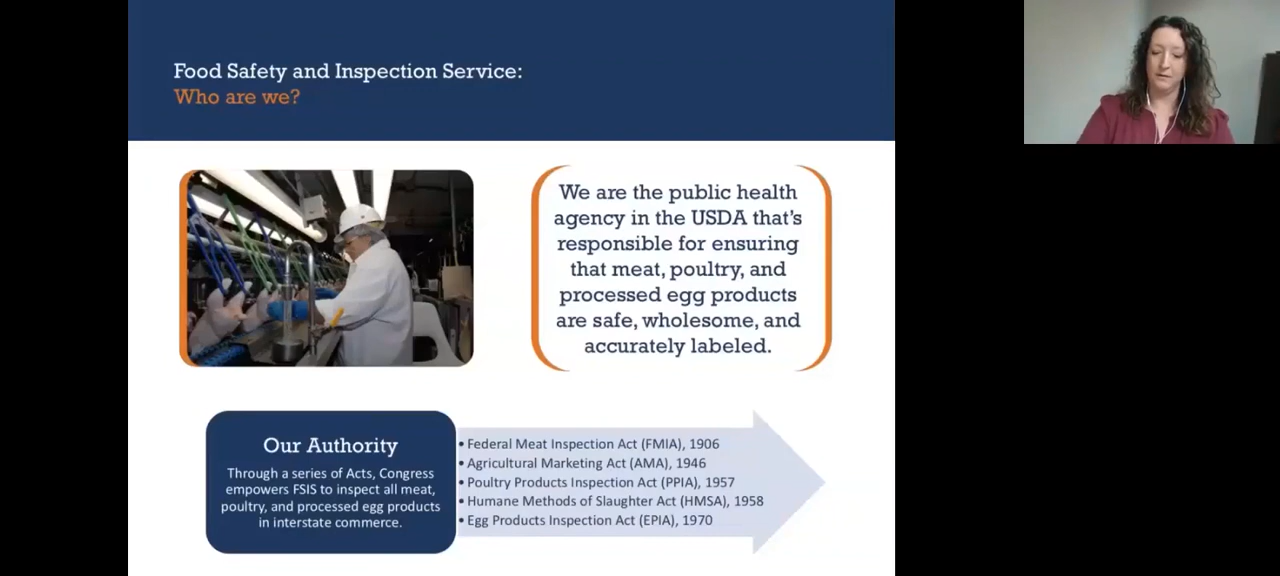 Food Safety and Inspection Service:
Who are we?
We are the public health
agency in the USDA that's
responsible for ensuring
that meat, poultry, and
processed egg products
are safe, wholesome, and
accurately labeled.
Our Authority
Through a series of Acts, Congress
empowers FSIS to inspect all meat,
poultry, and processed egg products
in interstate commerce.
• Federal Meat Inspection Act (FMIA), 1906
• Agricultural Marketing Act (AMA), 1946
• Poultry Products Inspection Act (PPIA), 1957
• Humane Methods of Slaughter Act (HMSA), 1958
• Egg Products Inspection Act (EPIA), 1970